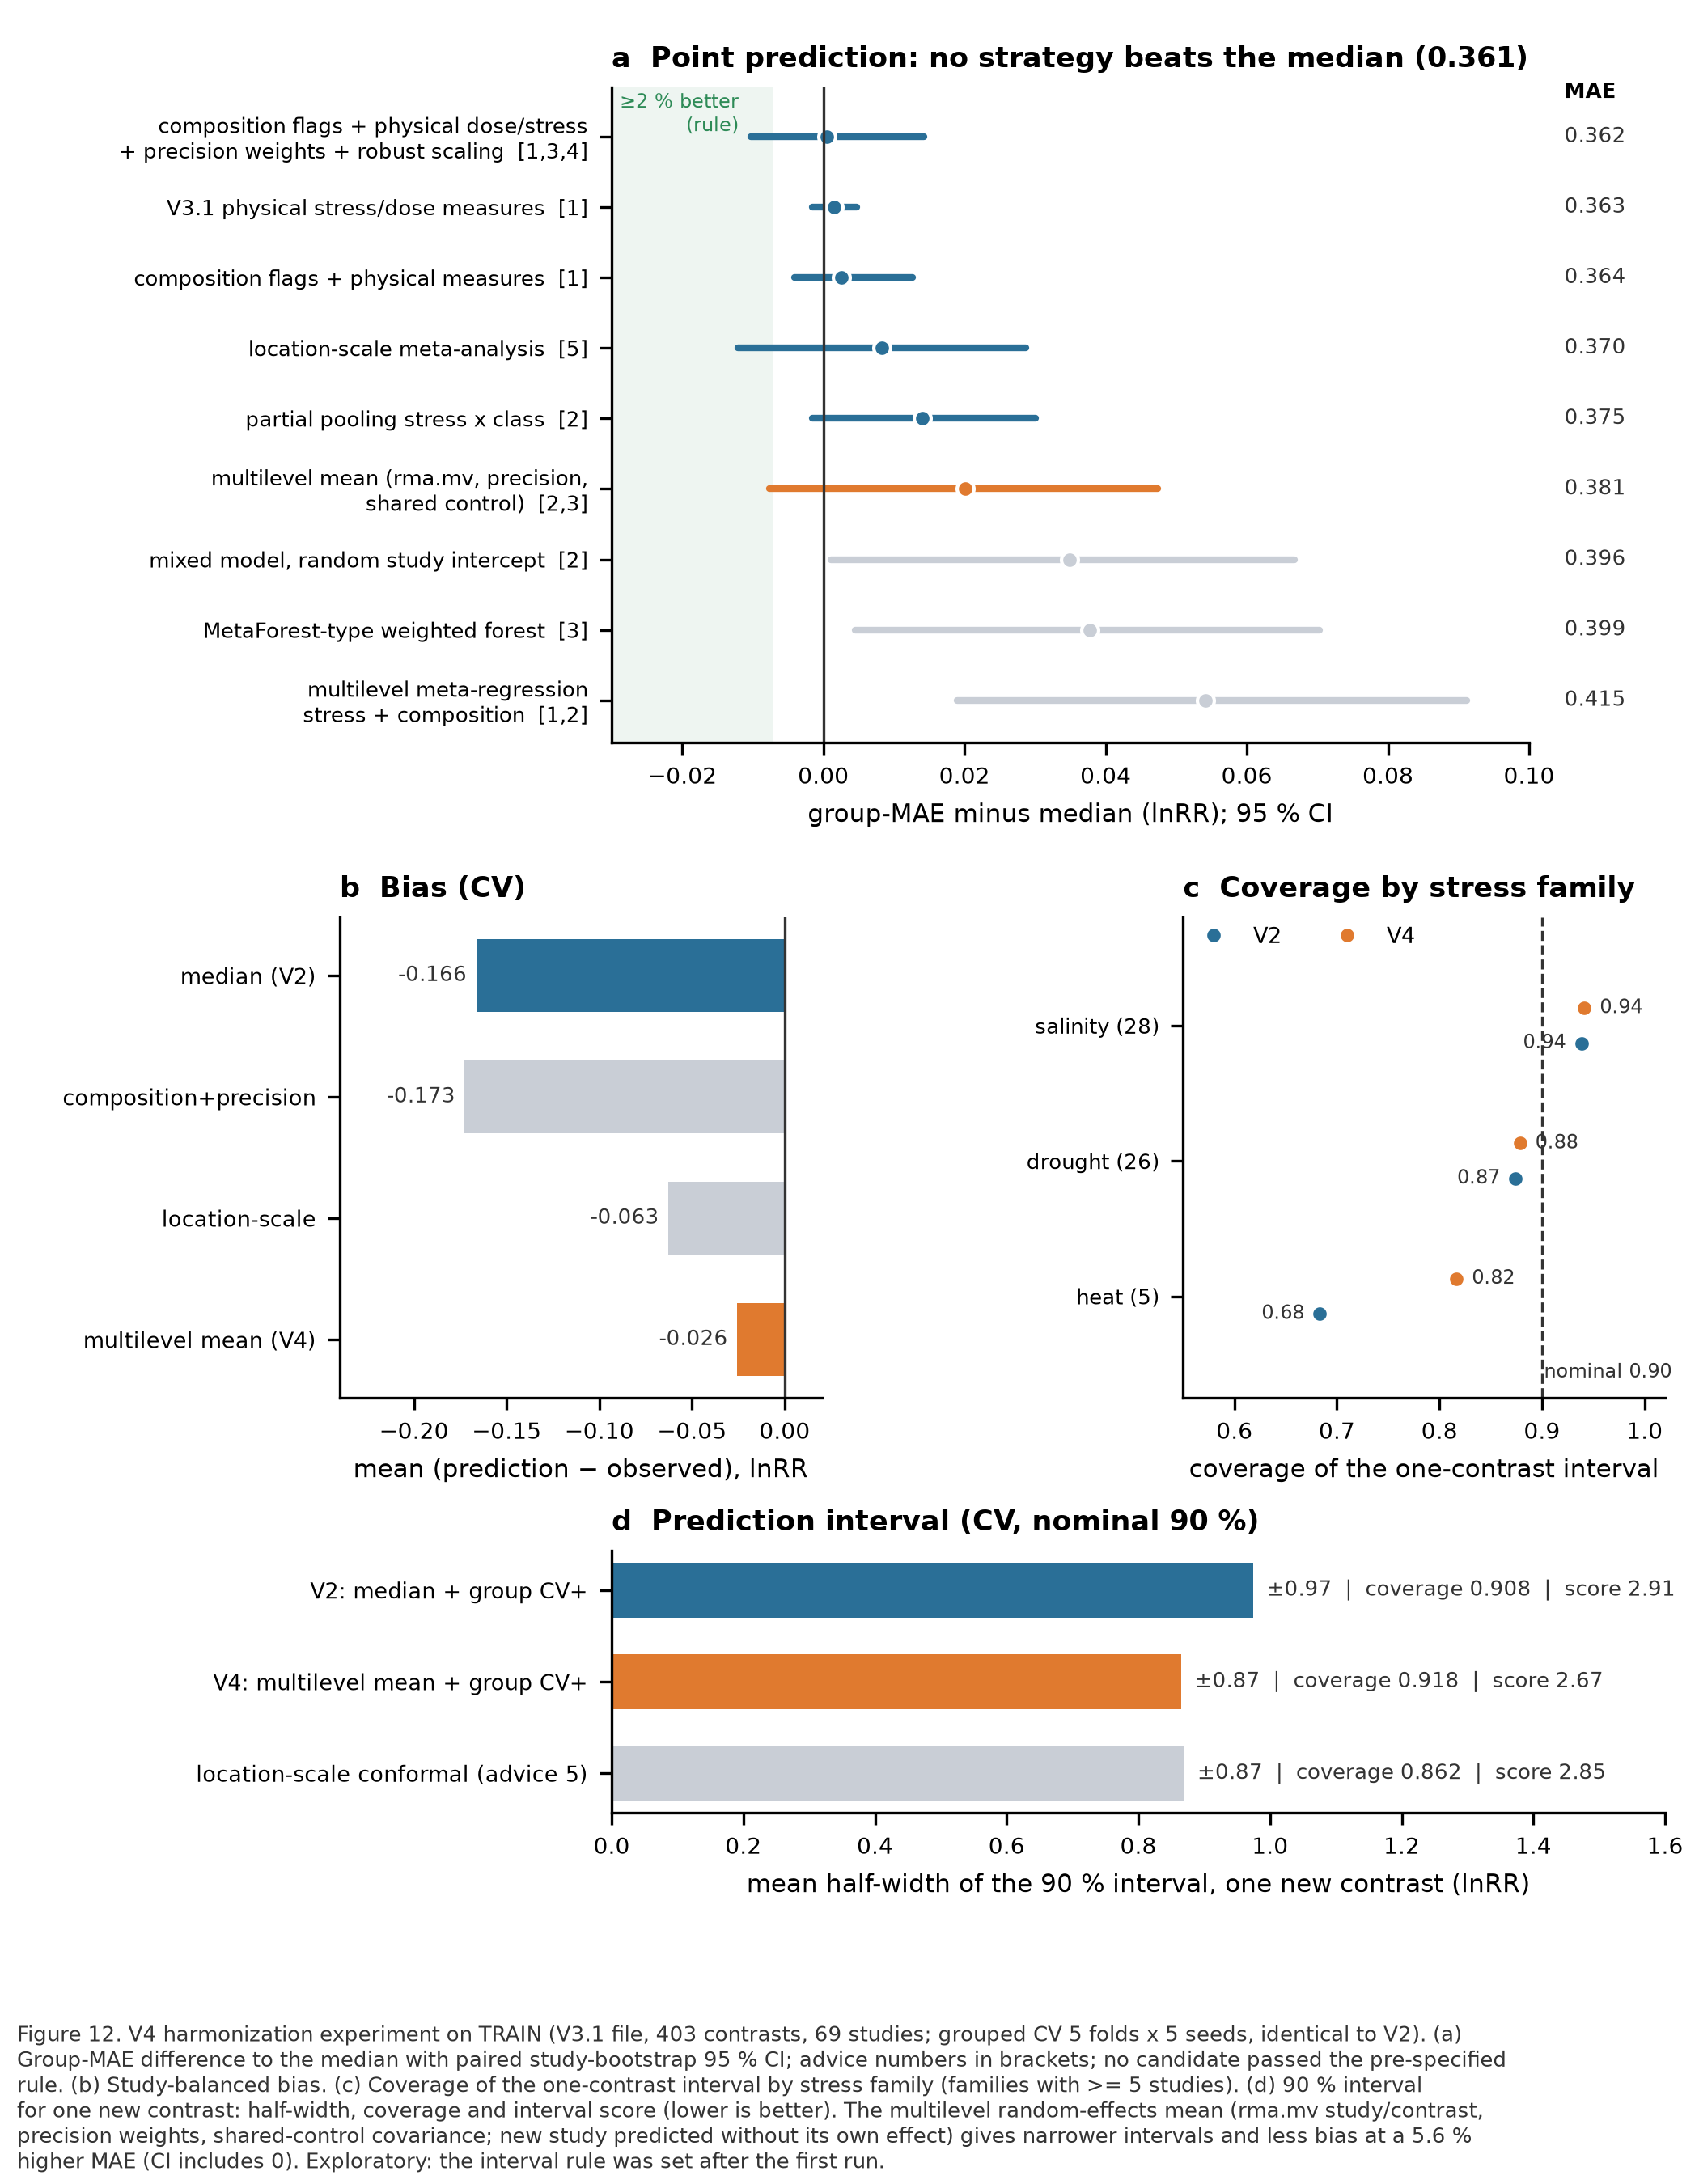 a  Point prediction: no strategy beats the median (0.361)
MAE
≥2 % better
(rule)
composition flags + physical dose/stress
+ precision weights + robust scaling  [1,3,4]
0.362
V3.1 physical stress/dose measures  [1]
0.363
composition flags + physical measures  [1]
0.364
location-scale meta-analysis  [5]
0.370
partial pooling stress x class  [2]
0.375
multilevel mean (rma.mv, precision,
shared control)  [2,3]
0.381
mixed model, random study intercept  [2]
0.396
MetaForest-type weighted forest  [3]
0.399
multilevel meta-regression
stress + composition  [1,2]
0.415
−0.02 0.00 0.02 0.04 0.06 0.08 0.10
group-MAE minus median (lnRR); 95 % CI
b  Bias (CV)
median (V2)
-0.166
composition+precision
-0.173
location-scale
-0.063
multilevel mean (V4)
-0.026
−0.20 −0.15 −0.10 −0.05 0.00
mean (prediction − observed), lnRR
c  Coverage by stress family
V2 V4
salinity (28)
0.94
0.94
drought (26)
0.88
0.87
heat (5)
0.82
0.68
nominal 0.90
0.6 0.7 0.8 0.9 1.0
coverage of the one-contrast interval
d  Prediction interval (CV, nominal 90 %)
V2: median + group CV+
±0.97  |  coverage 0.908  |  score 2.91
V4: multilevel mean + group CV+
±0.87  |  coverage 0.918  |  score 2.67
location-scale conformal (advice 5)
±0.87  |  coverage 0.862  |  score 2.85
0.0 0.2 0.4 0.6 0.8 1.0 1.2 1.4 1.6
mean half-width of the 90 % interval, one new contrast (lnRR)
Figure 12. V4 harmonization experiment on TRAIN (V3.1 file, 403 contrasts, 69 studies; grouped CV 5 folds x 5 seeds, identical to V2). (a)
Group-MAE difference to the median with paired study-bootstrap 95 % CI; advice numbers in brackets; no candidate passed the pre-specified
rule. (b) Study-balanced bias. (c) Coverage of the one-contrast interval by stress family (families with >= 5 studies). (d) 90 % interval
for one new contrast: half-width, coverage and interval score (lower is better). The multilevel random-effects mean (rma.mv study/contrast,
precision weights, shared-control covariance; new study predicted without its own effect) gives narrower intervals and less bias at a 5.6 %
higher MAE (CI includes 0). Exploratory: the interval rule was set after the first run.